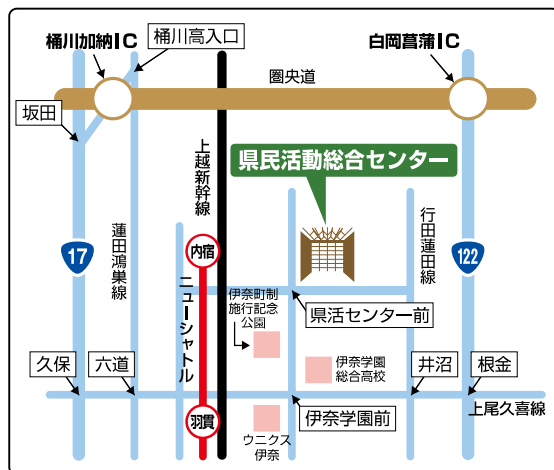 桶川加納IC
桶川高入口
白岡菖蒲IC
圏央道
坂田
上越新幹線
県民活動総合センター
蓮田鴻巣線
行田蓮田線
17
内宿
122
ニューシャトル
伊奈町制
施行記念
公園
県活センター前
久保
六道
伊奈学園
総合高校
井沼
根金
上尾久喜線
羽貫
伊奈学園前
ウニクス
伊奈